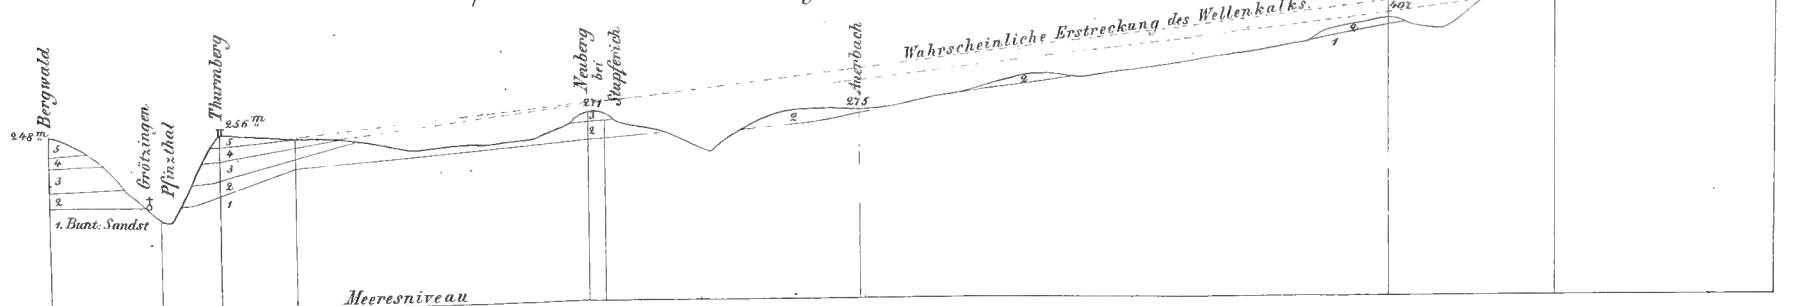 Bergwald
248 m
5
4
3
2
1. Bunt: Sandst
Grötzingen
Pfinzthal
Thurmberg
256 m
5
4
3
2
1
Neuberg
bei
Stupferich
271
3
2
Auerbach
275
2
Wahrscheinliche Erstreckung des Wellenkalks.
2
402
2
1
Meeresniveau